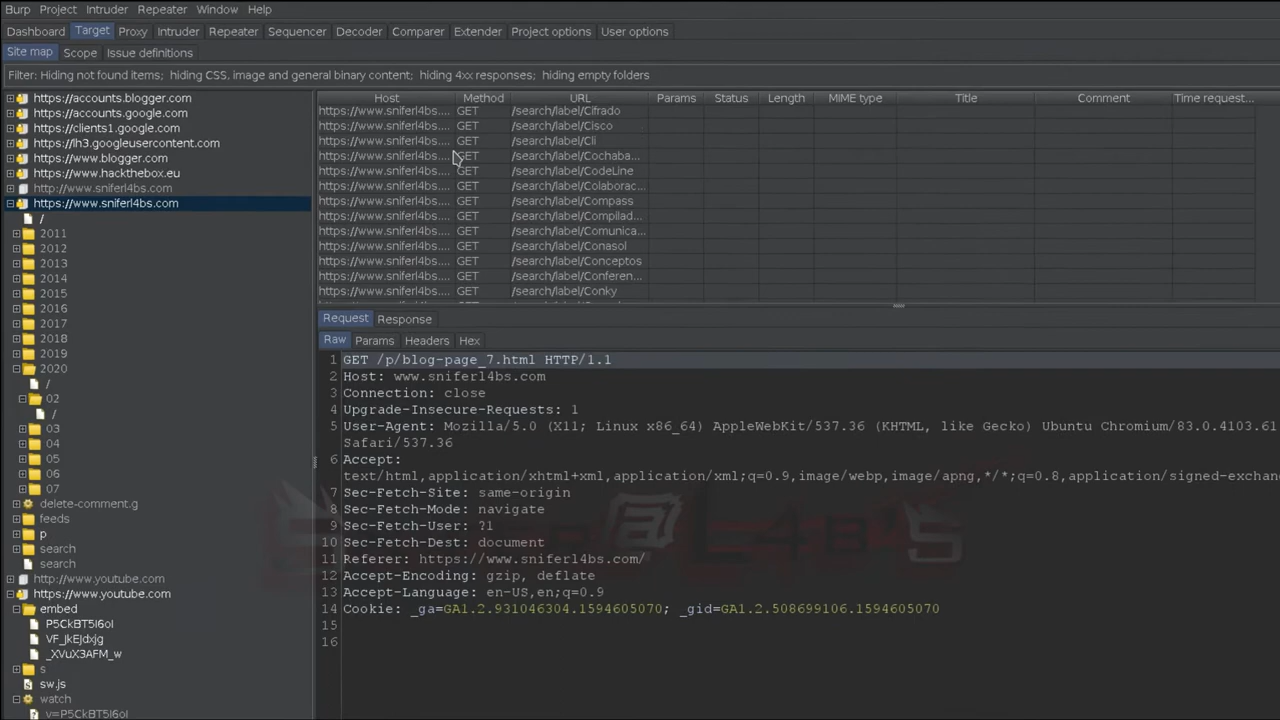 Burp Project Intruder Repeater Window Help
Dashboard Target Proxy Intruder Repeater Sequencer Decoder Comparer Extender Project options User options
Site map Scope Issue definitions
Filter: Hiding not found items; hiding CSS, image and general binary content; hiding 4xx responses; hiding empty folders
https://accounts.blogger.com
https://accounts.google.com
https://clients1.google.com
https://lh3.googleusercontent.com
https://www.blogger.com
https://www.hackthebox.eu
http://www.sniferl4bs.com
https://www.sniferl4bs.com
/
2011
2012
2013
2014
2015
2016
2017
2018
2019
2020
/
02
/
03
04
05
06
07
delete-comment.g
feeds
p
search
search
http://www.youtube.com
https://www.youtube.com
embed
P5CkBT5I6oI
VF_JkEJdxjg
_XVuX3AFM_w
s
sw.js
watch
v=P5CkBT5I6oI
Host Method URL Params Status Length MIME type Title Comment Time request...
https://www.sniferl4bs.... GET /search/label/Cifrado
https://www.sniferl4bs.... GET /search/label/Cisco
https://www.sniferl4bs.... GET /search/label/Cli
https://www.sniferl4bs.... GET /search/label/Cochaba...
https://www.sniferl4bs.... GET /search/label/CodeLine
https://www.sniferl4bs.... GET /search/label/Colaborac...
https://www.sniferl4bs.... GET /search/label/Compass
https://www.sniferl4bs.... GET /search/label/Compilad...
https://www.sniferl4bs.... GET /search/label/Comunica...
https://www.sniferl4bs.... GET /search/label/Conasol
https://www.sniferl4bs.... GET /search/label/Conceptos
https://www.sniferl4bs.... GET /search/label/Conferen...
https://www.sniferl4bs.... GET /search/label/Conky
Request Response
Raw Params Headers Hex
1 GET /p/blog-page_7.html HTTP/1.1
2 Host: www.sniferl4bs.com
3 Connection: close
4 Upgrade-Insecure-Requests: 1
5 User-Agent: Mozilla/5.0 (X11; Linux x86_64) AppleWebKit/537.36 (KHTML, like Gecko) Ubuntu Chromium/83.0.4103.61
Safari/537.36
6 Accept:
text/html,application/xhtml+xml,application/xml;q=0.9,image/webp,image/apng,*/*;q=0.8,application/signed-exchan
7 Sec-Fetch-Site: same-origin
8 Sec-Fetch-Mode: navigate
9 Sec-Fetch-User: ?1
10 Sec-Fetch-Dest: document
11 Referer: https://www.sniferl4bs.com/
12 Accept-Encoding: gzip, deflate
13 Accept-Language: en-US,en;q=0.9
14 Cookie: _ga=GA1.2.931046304.1594605070; _gid=GA1.2.508699106.1594605070
15
16